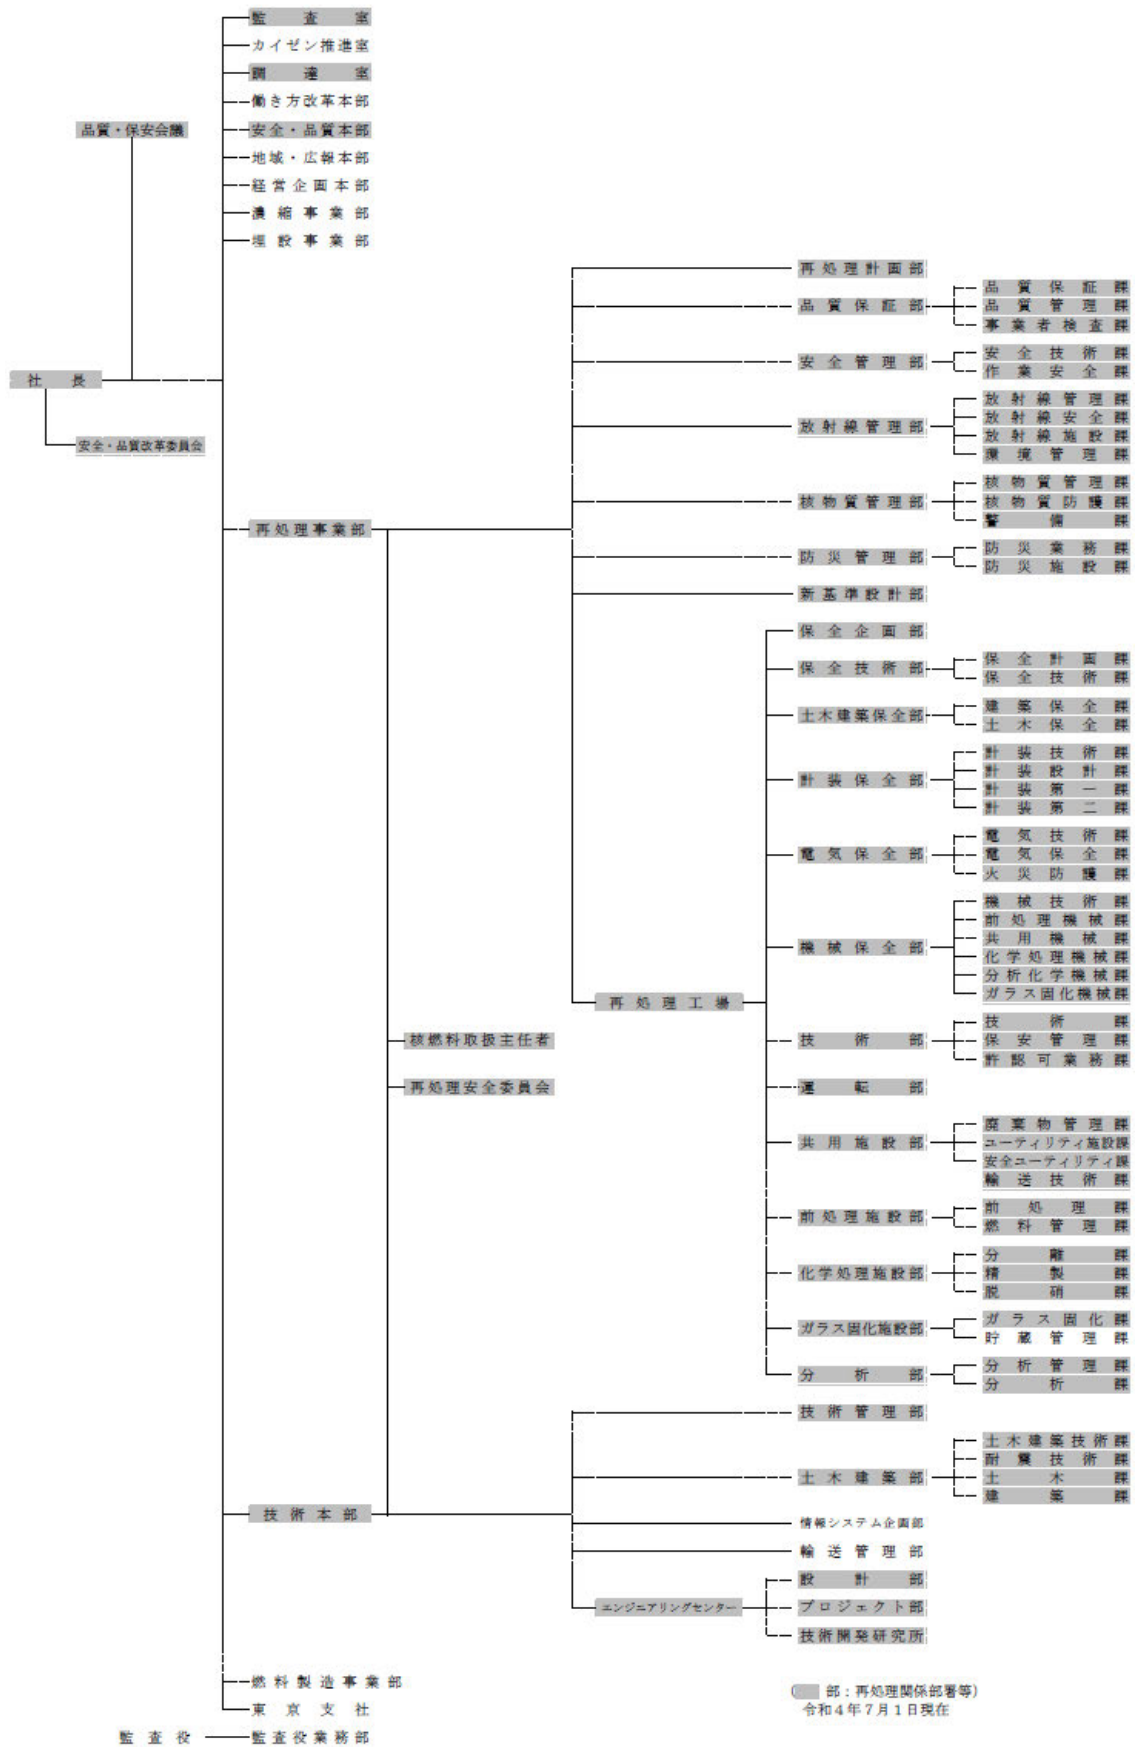 監査室
カイゼン推進室
調達室
働き方改革本部
品質・保安会議
安全・品質本部
地域・広報本部
経営企画本部
濃縮事業部
埋設事業部
社長
安全・品質改革委員会
再処理事業部
再処理計画部
品質保証部
品質保証課
品質管理課
事業者検査課
安全管理部
安全技術課
作業安全課
放射線管理部
放射線管理課
放射線安全課
放射線施設課
環境管理課
核物質管理部
核物質管理課
核物質防護課
警備課
防災管理部
防災業務課
防災施設課
新基準設計部
再処理工場
保全企画部
保全技術部
保全計画課
保全技術課
土木建築保全部
建築保全課
土木保全課
計装保全部
計装技術課
計装設計課
計装第一課
計装第二課
電気保全部
電気技術課
電気保全課
火災防護課
機械保全部
機械技術課
前処理機械課
共用機械課
化学処理機械課
分析化学機械課
ガラス固化機械課
技術部
技術課
保安管理課
許認可業務課
運転部
共用施設部
廃棄物管理課
ユーティリティ施設課
安全ユーティリティ課
輸送技術課
前処理施設部
前処理課
燃料管理課
化学処理施設部
分離課
精製課
脱硝課
ガラス固化施設部
ガラス固化課
貯蔵管理課
分析部
分析管理課
分析課
核燃料取扱主任者
再処理安全委員会
技術本部
技術管理部
土木建築部
土木建築技術課
耐震技術課
土木課
建築課
情報システム企画部
輸送管理部
エンジニアリングセンター
設計部
プロジェクト部
技術開発研究所
燃料製造事業部
東京支社
監査役
監査役業務部
(　部：再処理関係部署等)
令和4年7月1日現在